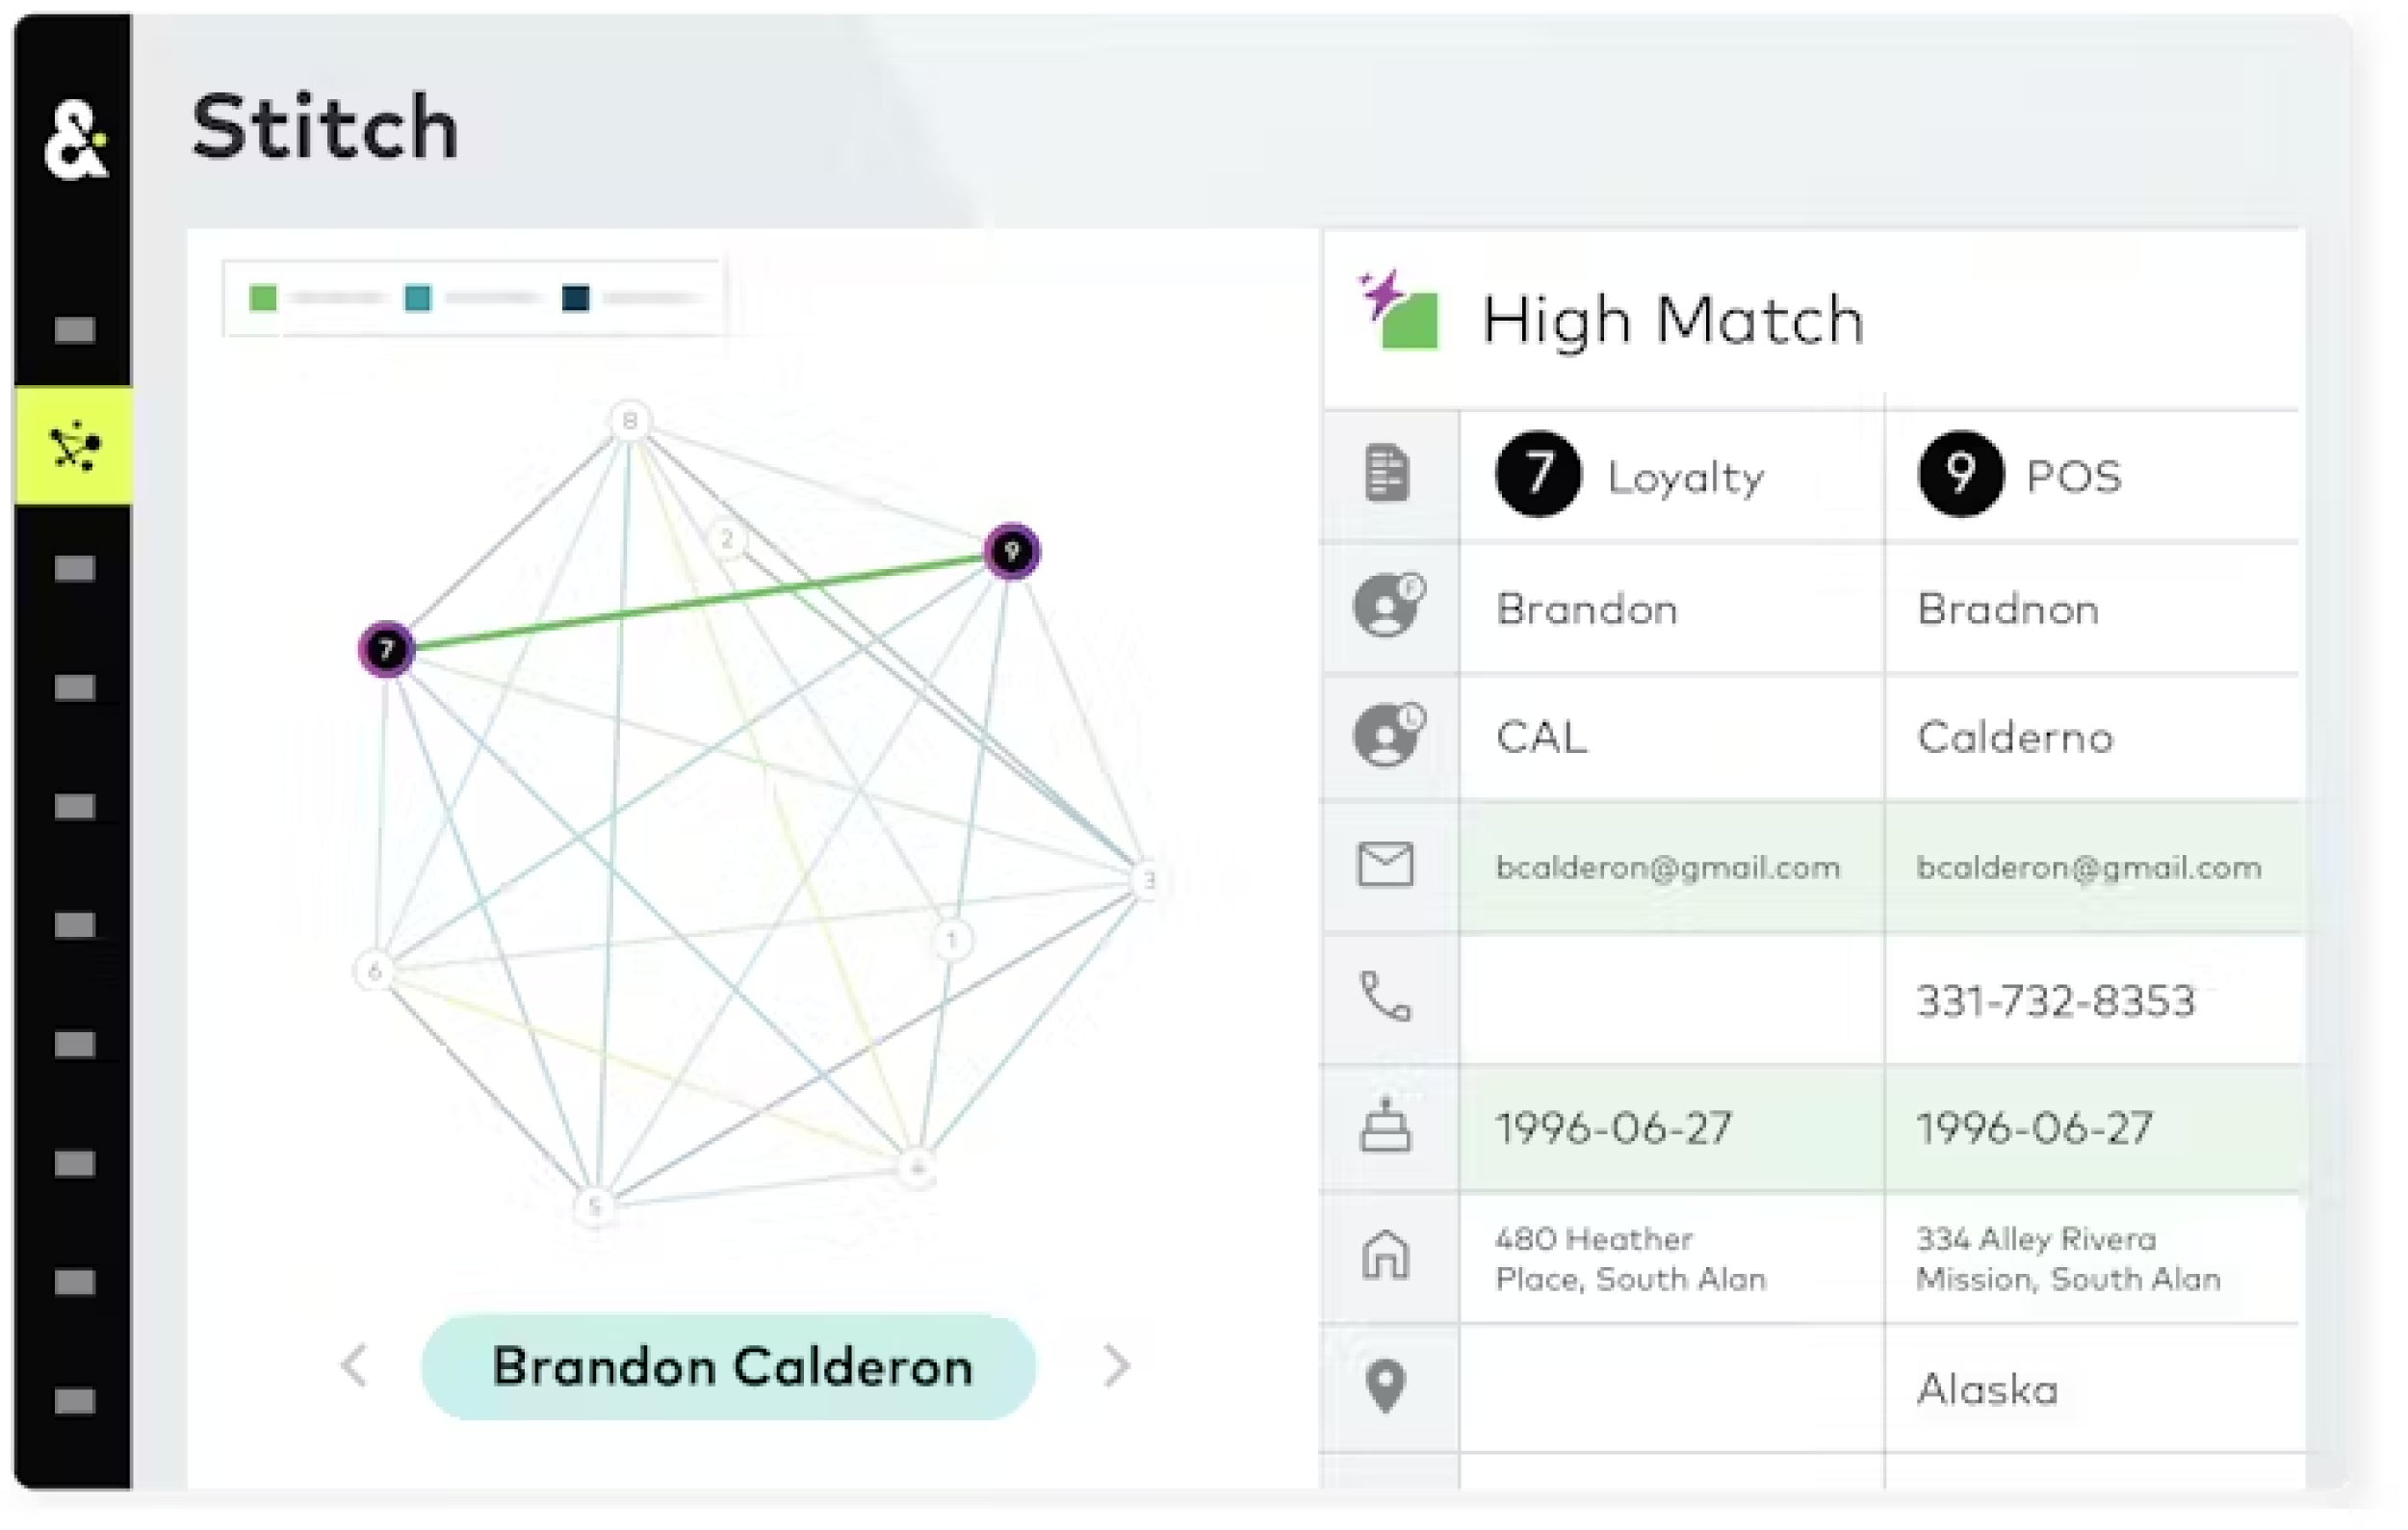 &
Stitch
8
2
9
7
3
1
6
4
5
Brandon Calderon
High Match
7 Loyalty
9 POS
F
Brandon
Bradnon
L
CAL
Calderno
bcalderon@gmail.com
bcalderon@gmail.com
331-732-8353
1996-06-27
1996-06-27
480 Heather
Place, South Alan
334 Alley Rivera
Mission, South Alan
Alaska